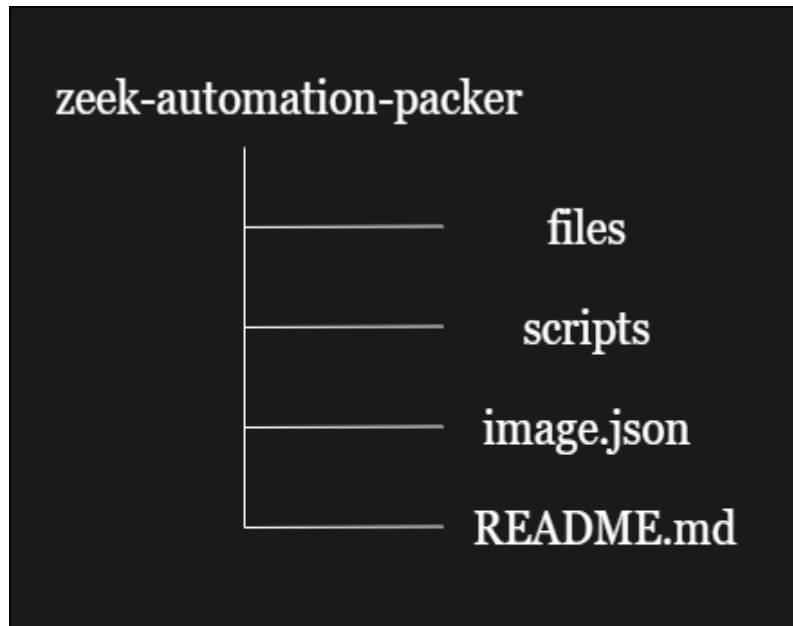 zeek-automation-packer
files
scripts
image.json
README.md